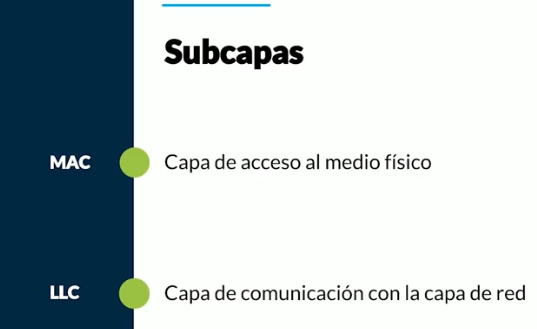 Subcapas
MAC Capa de acceso al medio físico
LLC Capa de comunicación con la capa de red